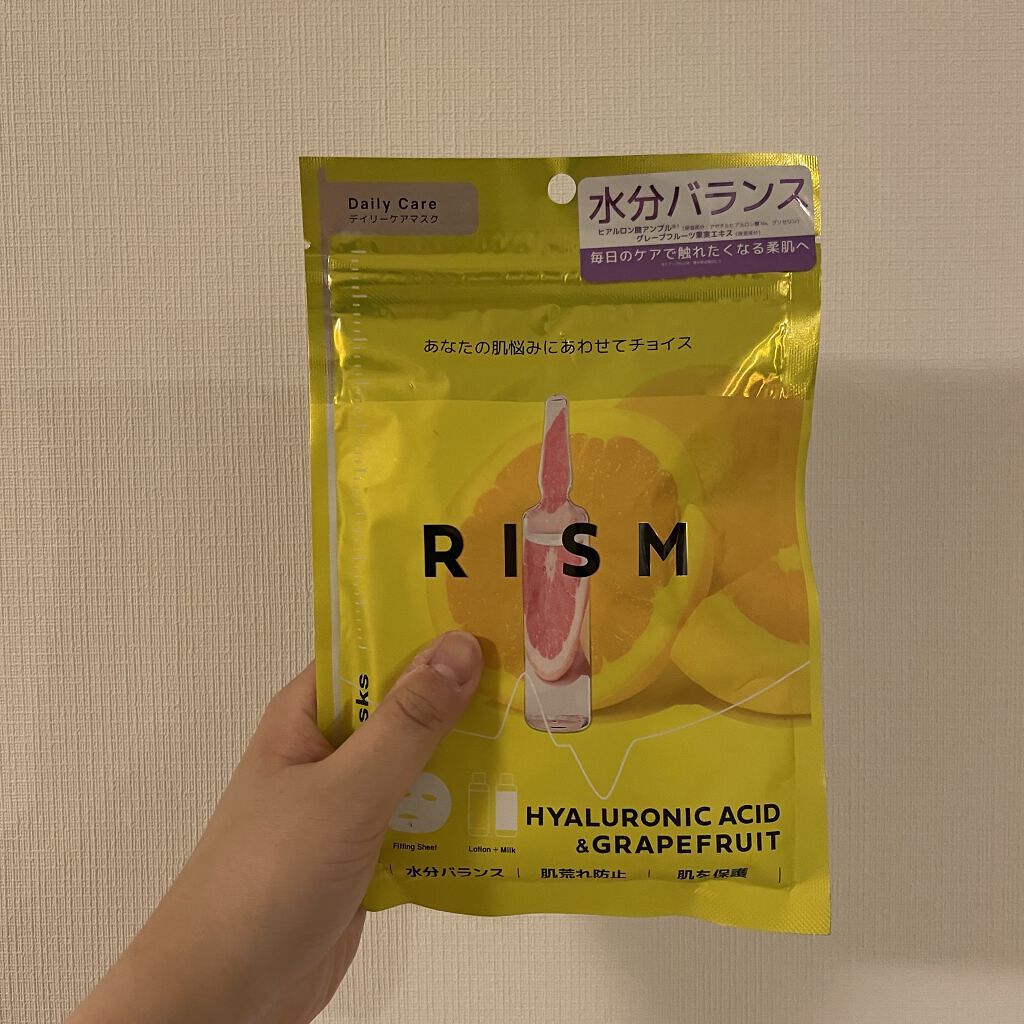 Daily Care
デイリーケアマスク
水分バランス
ヒアルロン酸アンプル
グレープフルーツ果実エキス
毎日のケアで触れたくなる柔肌へ
あなたの肌悩みにあわせてチョイス
RISM
sks
Fitting Sheet
Lotion + Milk
HYALURONIC ACID
&GRAPEFRUIT
水分バランス | 肌荒れ防止 | 肌を保護